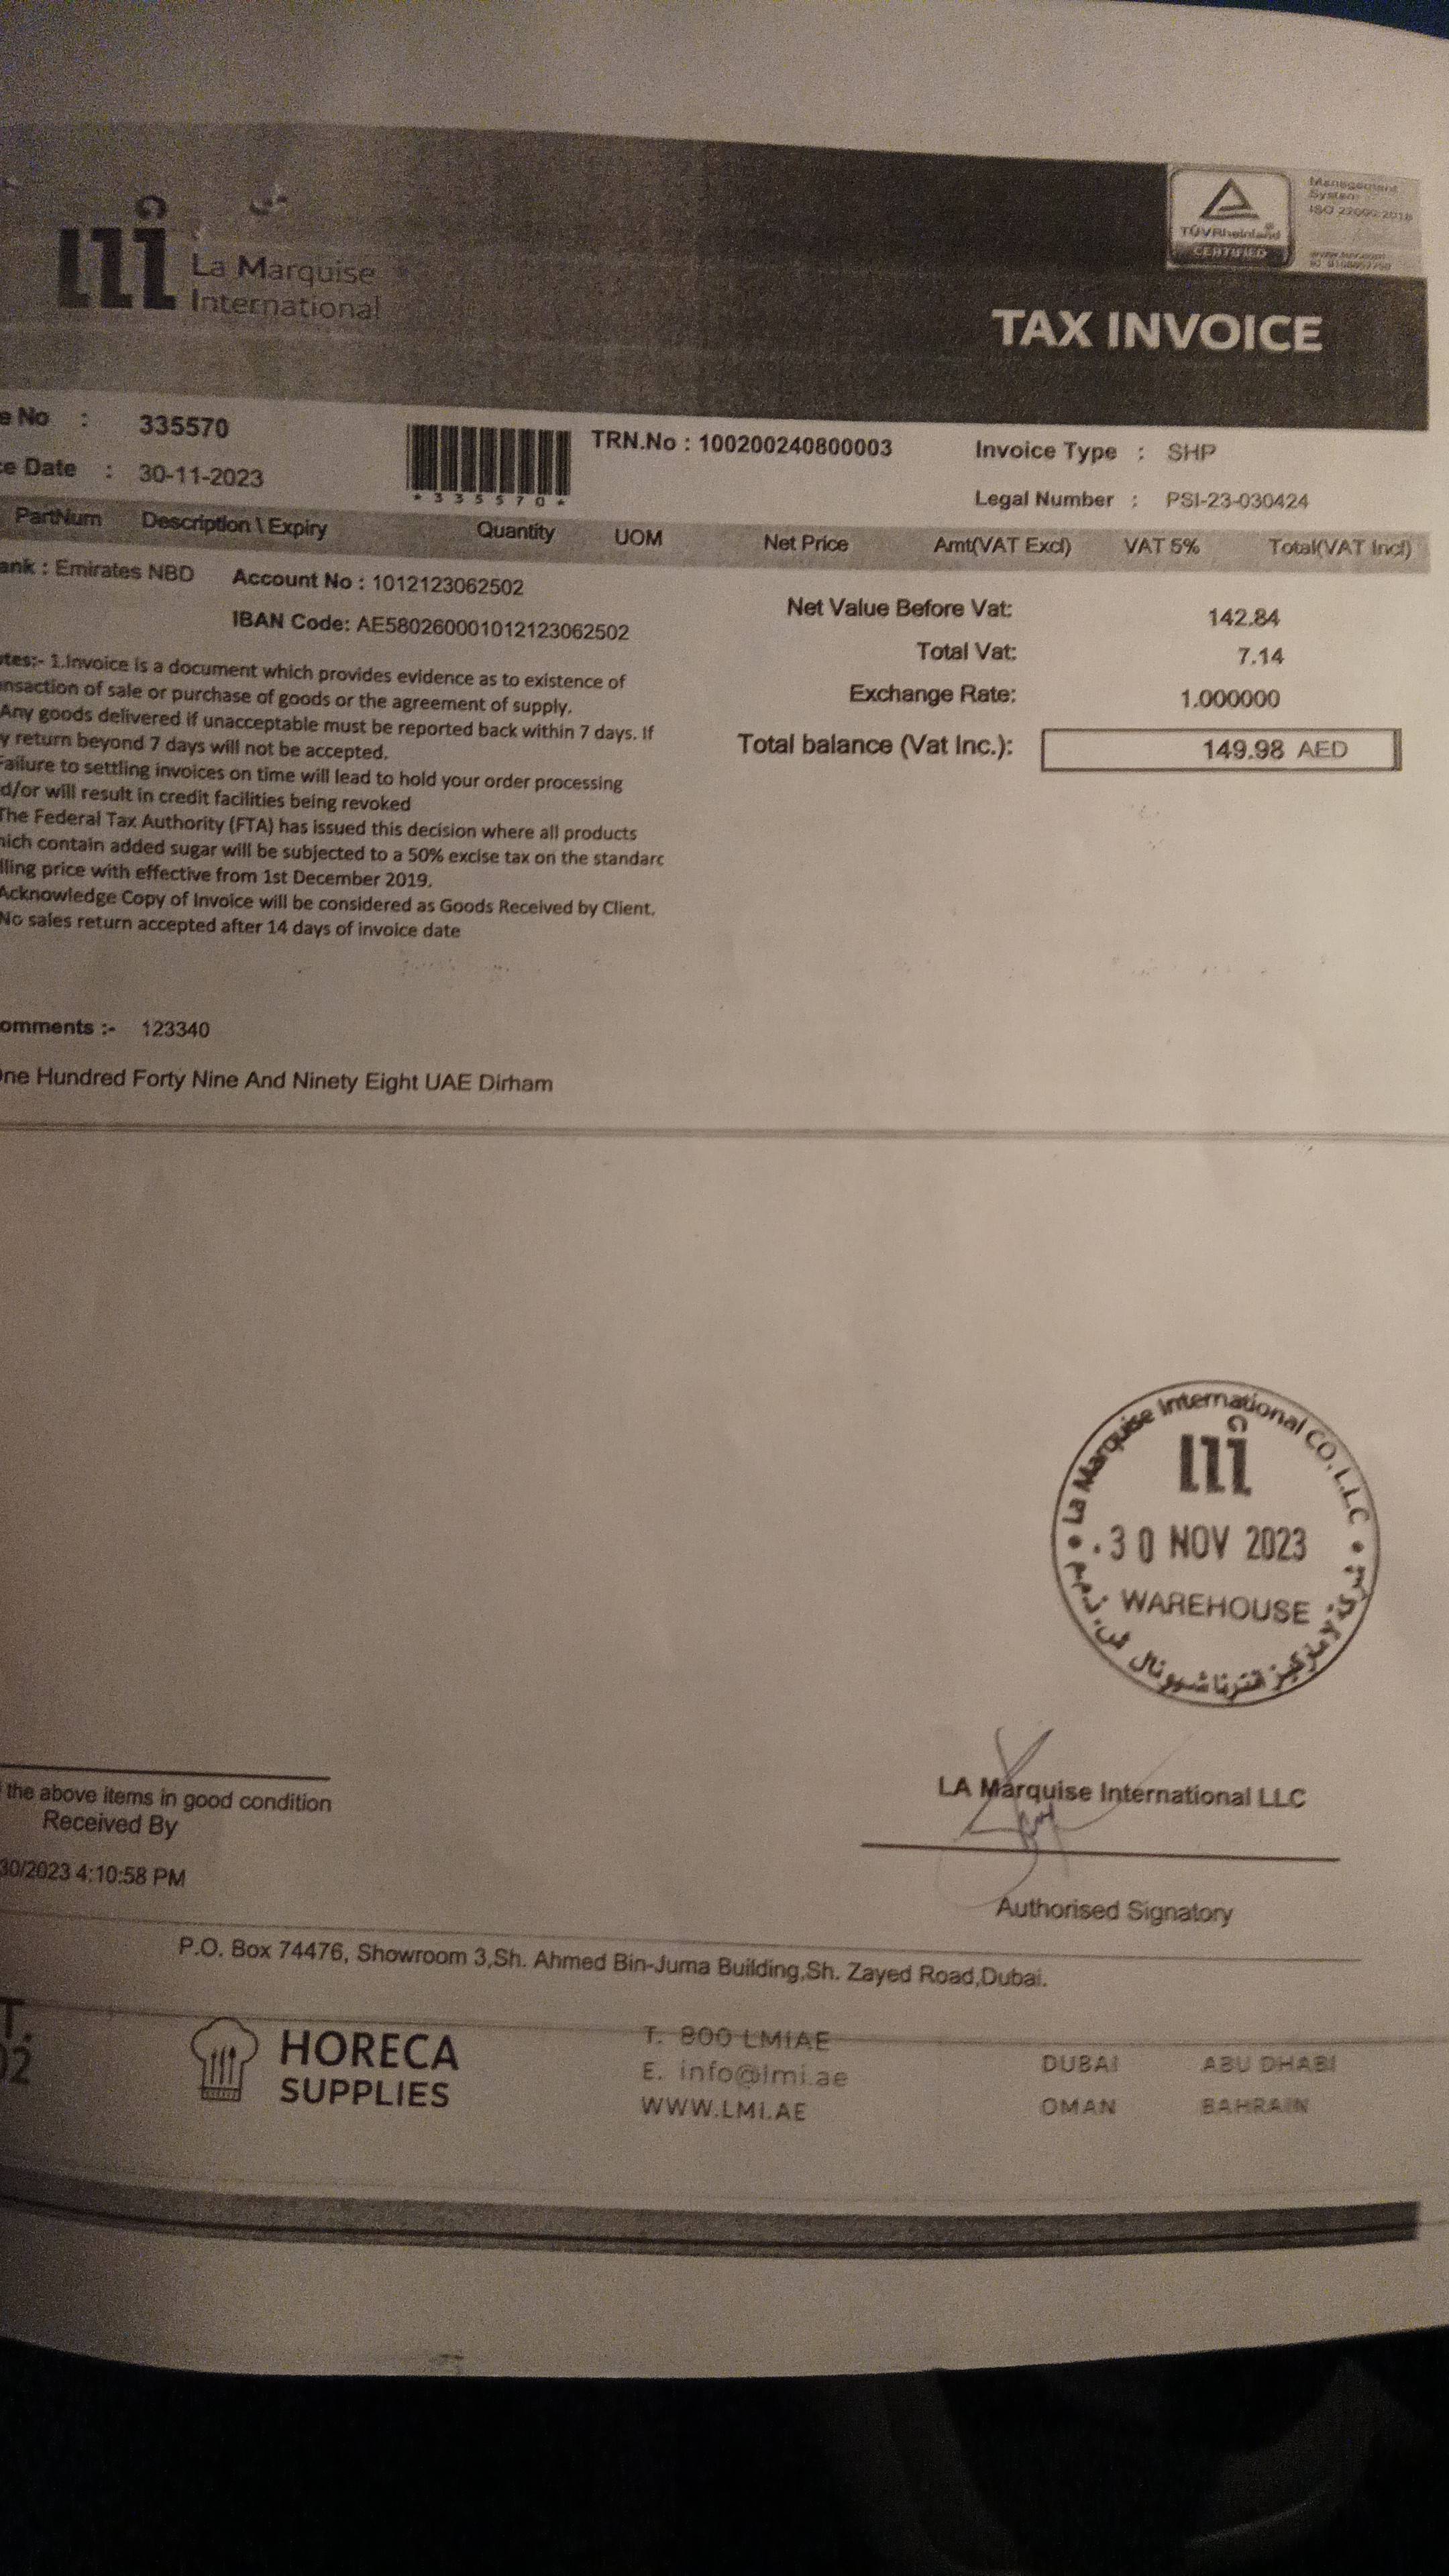 La Marquise
International
TÜVRheinland
CERTIFIED
Management
System
ISO 22000:2018
TAX INVOICE
e No : 335570
TRN.No : 100200240800003
Invoice Type : SHP
ce Date : 30-11-2023
*335570*
Legal Number : PSI-23-030424
PartNum Description \ Expiry Quantity UOM Net Price Amt(VAT Excl) VAT 5% Total(VAT Incl)
ank : Emirates NBD Account No : 1012123062502
IBAN Code: AE580260001012123062502
Net Value Before Vat: 142.84
Total Vat: 7.14
Exchange Rate: 1.000000
Total balance (Vat Inc.): 149.98 AED
tes:- 1.Invoice is a document which provides evidence as to existence of
nsaction of sale or purchase of goods or the agreement of supply.
Any goods delivered if unacceptable must be reported back within 7 days. If
y return beyond 7 days will not be accepted.
Failure to settling invoices on time will lead to hold your order processing
d/or will result in credit facilities being revoked
The Federal Tax Authority (FTA) has issued this decision where all products
hich contain added sugar will be subjected to a 50% excise tax on the standarc
lling price with effective from 1st December 2019.
Acknowledge Copy of Invoice will be considered as Goods Received by Client.
No sales return accepted after 14 days of invoice date
omments :- 123340
One Hundred Forty Nine And Ninety Eight UAE Dirham
La Marquise International CO. L.L.C
30 NOV 2023
WAREHOUSE
the above items in good condition
Received By
30/2023 4:10:58 PM
LA Marquise International LLC
Authorised Signatory
P.O. Box 74476, Showroom 3,Sh. Ahmed Bin-Juma Building,Sh. Zayed Road,Dubai.
T.
02
HORECA
SUPPLIES
T. 800 LMIAE
E. info@lmi.ae
WWW.LMI.AE
DUBAI ABU DHABI
OMAN BAHRAIN